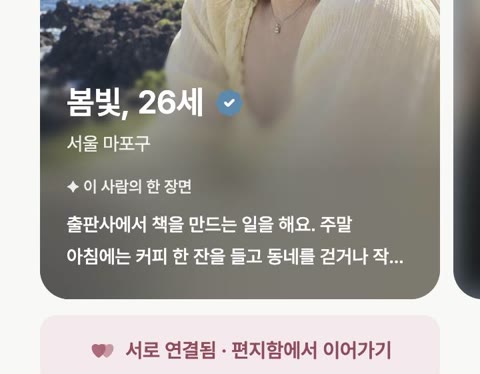 봄빛, 26세
서울 마포구
✦ 이 사람의 한 장면
출판사에서 책을 만드는 일을 해요. 주말
아침에는 커피 한 잔을 들고 동네를 걷거나 작...
서로 연결됨 · 편지함에서 이어가기